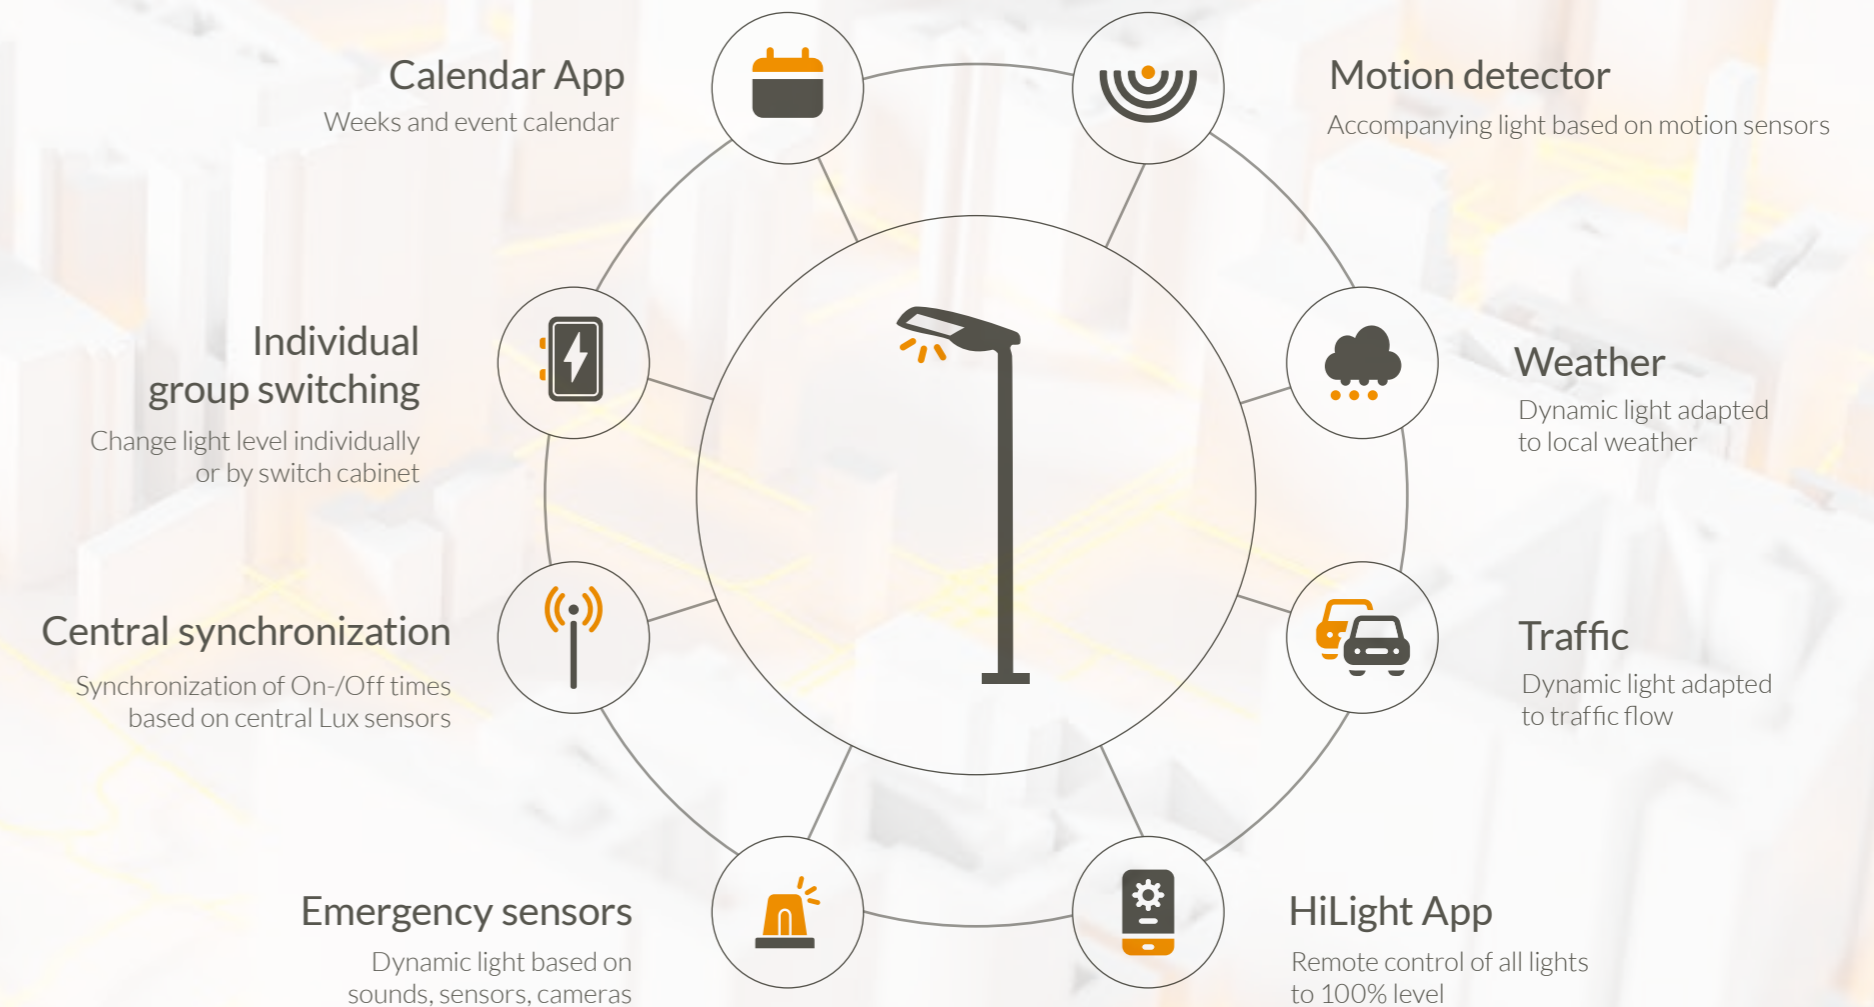 Calendar App
Weeks and event calendar
Motion detector
Accompanying light based on motion sensors
Individual
group switching
Change light level individually
or by switch cabinet
Weather
Dynamic light adapted
to local weather
Central synchronization
Synchronization of On-/Off times
based on central Lux sensors
Traffic
Dynamic light adapted
to traffic flow
Emergency sensors
Dynamic light based on
sounds, sensors, cameras
HiLight App
Remote control of all lights
to 100% level